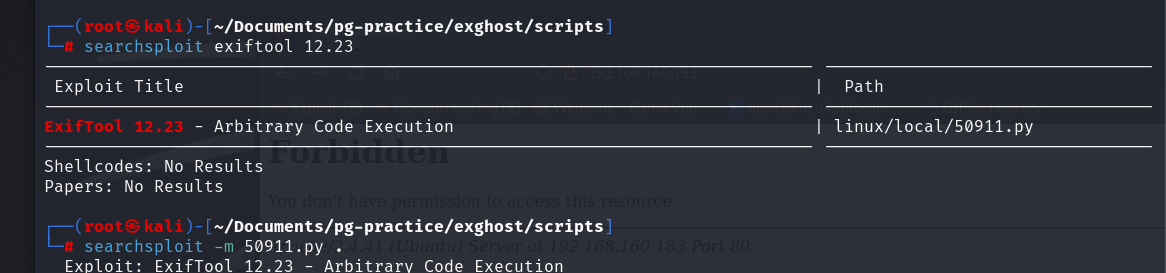 ┌──(root㉿kali)-[~/Documents/pg-practice/exghost/scripts]
└─# searchsploit exiftool 12.23
192.168.160.183
Exploit Title | Path
ExifTool 12.23 - Arbitrary Code Execution | linux/local/50911.py
Forbidden
Shellcodes: No Results
Papers: No Results
You don't have permission to access this resource.
┌──(root㉿kali)-[~/Documents/pg-practice/exghost/scripts]
└─# searchsploit -m 50911.py .
2.4.41 (Ubuntu) Server at 192.168.160.183 Port 80
Exploit: ExifTool 12.23 - Arbitrary Code Execution